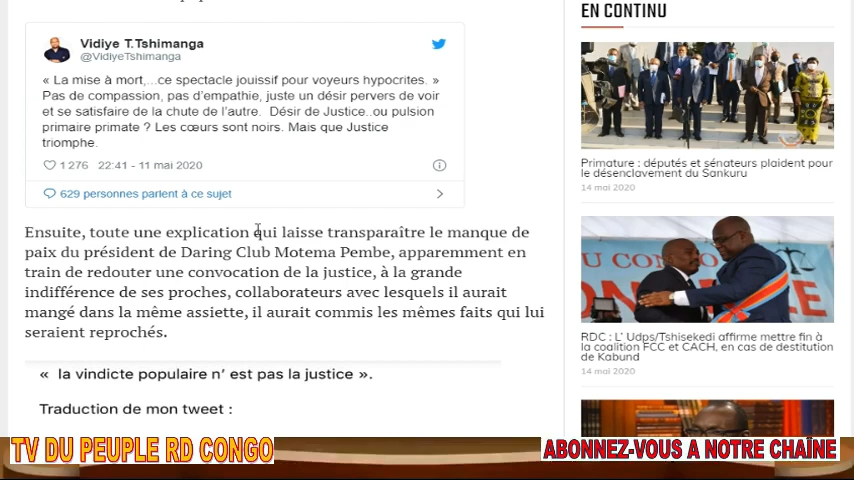 EN CONTINU
Vidiye T.Tshimanga
@VidiyeTshimanga
« La mise à mort,...ce spectacle jouissif pour voyeurs hypocrites. »
Pas de compassion, pas d'empathie, juste un désir pervers de voir
et se satisfaire de la chute de l'autre. Désir de Justice..ou pulsion
primaire primate ? Les cœurs sont noirs. Mais que Justice
triomphe.
1 276 22:41 - 11 mai 2020
629 personnes parlent à ce sujet
Ensuite, toute une explication qui laisse transparaître le manque de
paix du président de Daring Club Motema Pembe, apparemment en
train de redouter une convocation de la justice, à la grande
indifférence de ses proches, collaborateurs avec lesquels il aurait
mangé dans la même assiette, il aurait commis les mêmes faits qui lui
seraient reprochés.
« la vindicte populaire n' est pas la justice ».
Traduction de mon tweet :
Primature : députés et sénateurs plaident pour
le désenclavement du Sankuru
14 mai 2020
U CONGO
RDC : L' Udps/Tshisekedi affirme mettre fin à
la coalition FCC et CACH, en cas de destitution
de Kabund
14 mai 2020
TV DU PEUPLE RD CONGO
ABONNEZ-VOUS A NOTRE CHAÎNE